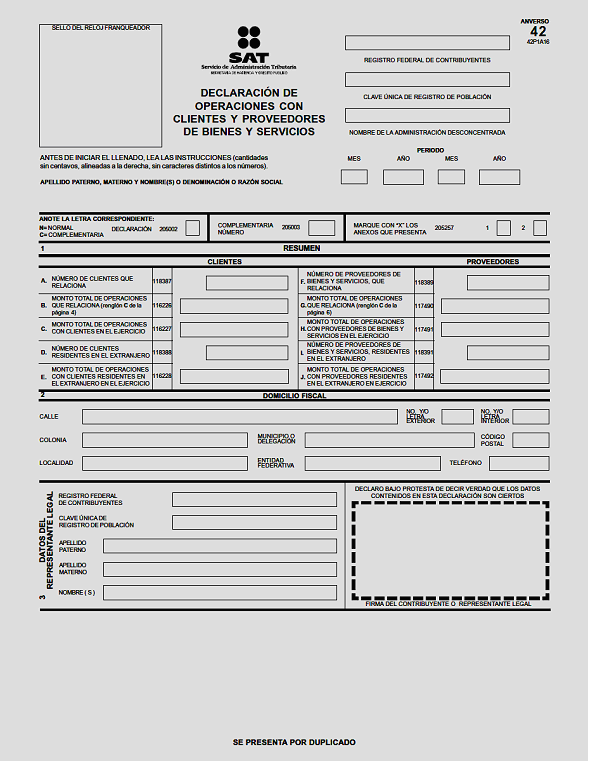 SELLO DEL RELOJ FRANQUEADOR
ANVERSO
42
42P1A16
SAT
Servicio de Administración Tributaria
SECRETARÍA DE HACIENDA Y CRÉDITO PÚBLICO
DECLARACIÓN DE
OPERACIONES CON
CLIENTES Y PROVEEDORES
DE BIENES Y SERVICIOS
REGISTRO FEDERAL DE CONTRIBUYENTES
CLAVE ÚNICA DE REGISTRO DE POBLACIÓN
NOMBRE DE LA ADMINISTRACIÓN DESCONCENTRADA
ANTES DE INICIAR EL LLENADO, LEA LAS INSTRUCCIONES (cantidades
sin centavos, alineadas a la derecha, sin caracteres distintos a los números).
PERIODO
MES AÑO MES AÑO
APELLIDO PATERNO, MATERNO Y NOMBRE(S) O DENOMINACIÓN O RAZÓN SOCIAL
ANOTE LA LETRA CORRESPONDIENTE:
N= NORMAL
C= COMPLEMENTARIA
DECLARACIÓN 205002
COMPLEMENTARIA
NÚMERO
205003
MARQUE CON "X" LOS
ANEXOS QUE PRESENTA
205257
1 2
1 RESUMEN
CLIENTES PROVEEDORES
A. NÚMERO DE CLIENTES QUE
RELACIONA
118387
F. NÚMERO DE PROVEEDORES DE
BIENES Y SERVICIOS, QUE
RELACIONA
118389
B. MONTO TOTAL DE OPERACIONES
QUE RELACIONA (renglón C de la
página 4)
116226
G. MONTO TOTAL DE OPERACIONES
QUE RELACIONA (renglón C de la
página 6)
117490
C. MONTO TOTAL DE OPERACIONES
CON CLIENTES EN EL EJERCICIO
116227
H. MONTO TOTAL DE OPERACIONES
CON PROVEEDORES DE BIENES Y
SERVICIOS EN EL EJERCICIO
117491
D. NÚMERO DE CLIENTES
RESIDENTES EN EL EXTRANJERO
118388
I. NÚMERO DE PROVEEDORES DE
BIENES Y SERVICIOS, RESIDENTES
EN EL EXTRANJERO
118391
E. MONTO TOTAL DE OPERACIONES
CON CLIENTES RESIDENTES EN
EL EXTRANJERO EN EL EJERCICIO
116228
J. MONTO TOTAL DE OPERACIONES
CON PROVEEDORES RESIDENTES
EN EL EXTRANJERO EN EJERCICIO
117492
2 DOMICILIO FISCAL
CALLE
NO. Y/O
LETRA
EXTERIOR
NO. Y/O
LETRA
INTERIOR
COLONIA
MUNICIPIO O
DELEGACIÓN
CÓDIGO
POSTAL
LOCALIDAD
ENTIDAD
FEDERATIVA
TELÉFONO
3 DATOS DEL
REPRESENTANTE LEGAL
REGISTRO FEDERAL
DE CONTRIBUYENTES
CLAVE ÚNICA DE
REGISTRO DE POBLACIÓN
APELLIDO
PATERNO
APELLIDO
MATERNO
NOMBRE ( S )
DECLARO BAJO PROTESTA DE DECIR VERDAD QUE LOS DATOS
CONTENIDOS EN ESTA DECLARACIÓN SON CIERTOS
FIRMA DEL CONTRIBUYENTE O REPRESENTANTE LEGAL
SE PRESENTA POR DUPLICADO